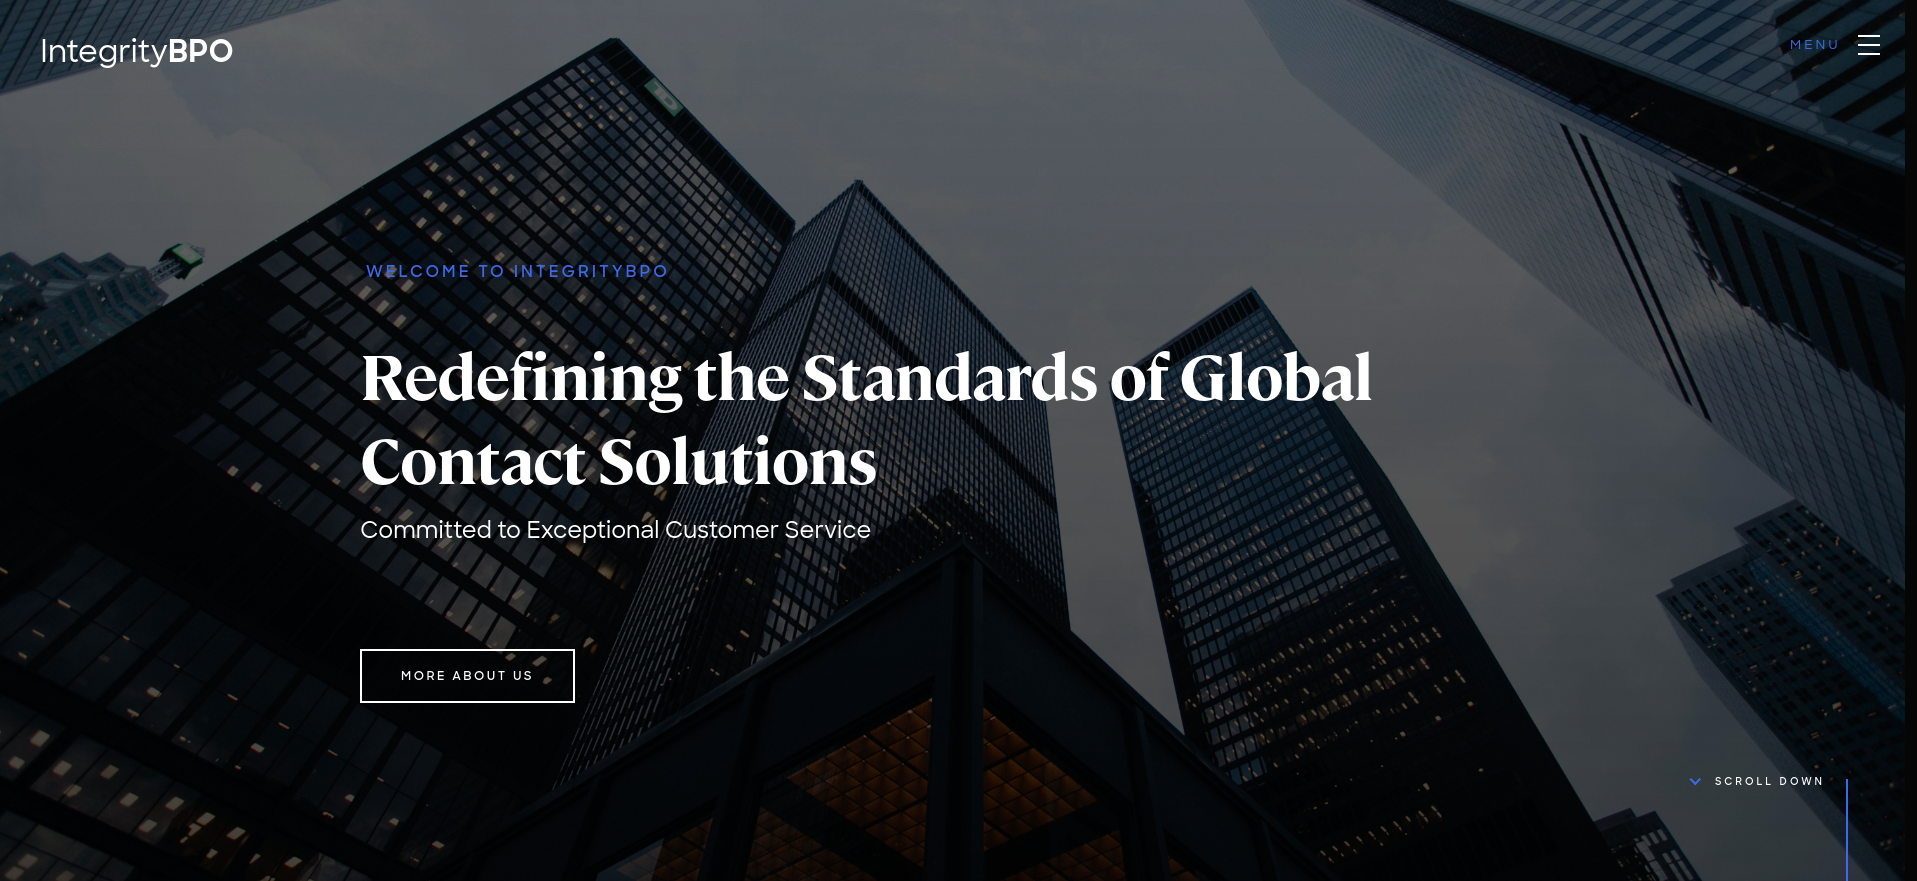 IntegrityBPO
MENU
WELCOME TO INTEGRITYBPO
Redefining the Standards of Global
Contact Solutions
Committed to Exceptional Customer Service
MORE ABOUT US
SCROLL DOWN